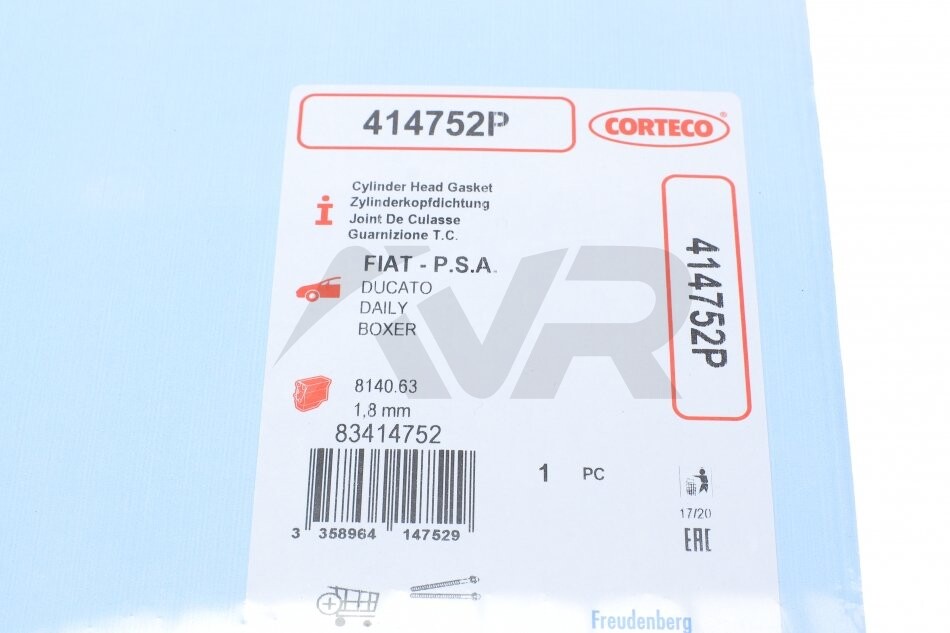 414752P
CORTECO®
Cylinder Head Gasket
Zylinderkopfdichtung
Joint De Culasse
Guarnizione T.C.
FIAT - P.S.A.
DUCATO
DAILY
BOXER
414752P
8140.63
1,8 mm
83414752
3 358964 147529
1 PC
17/20
EAC
Freudenberg
VR